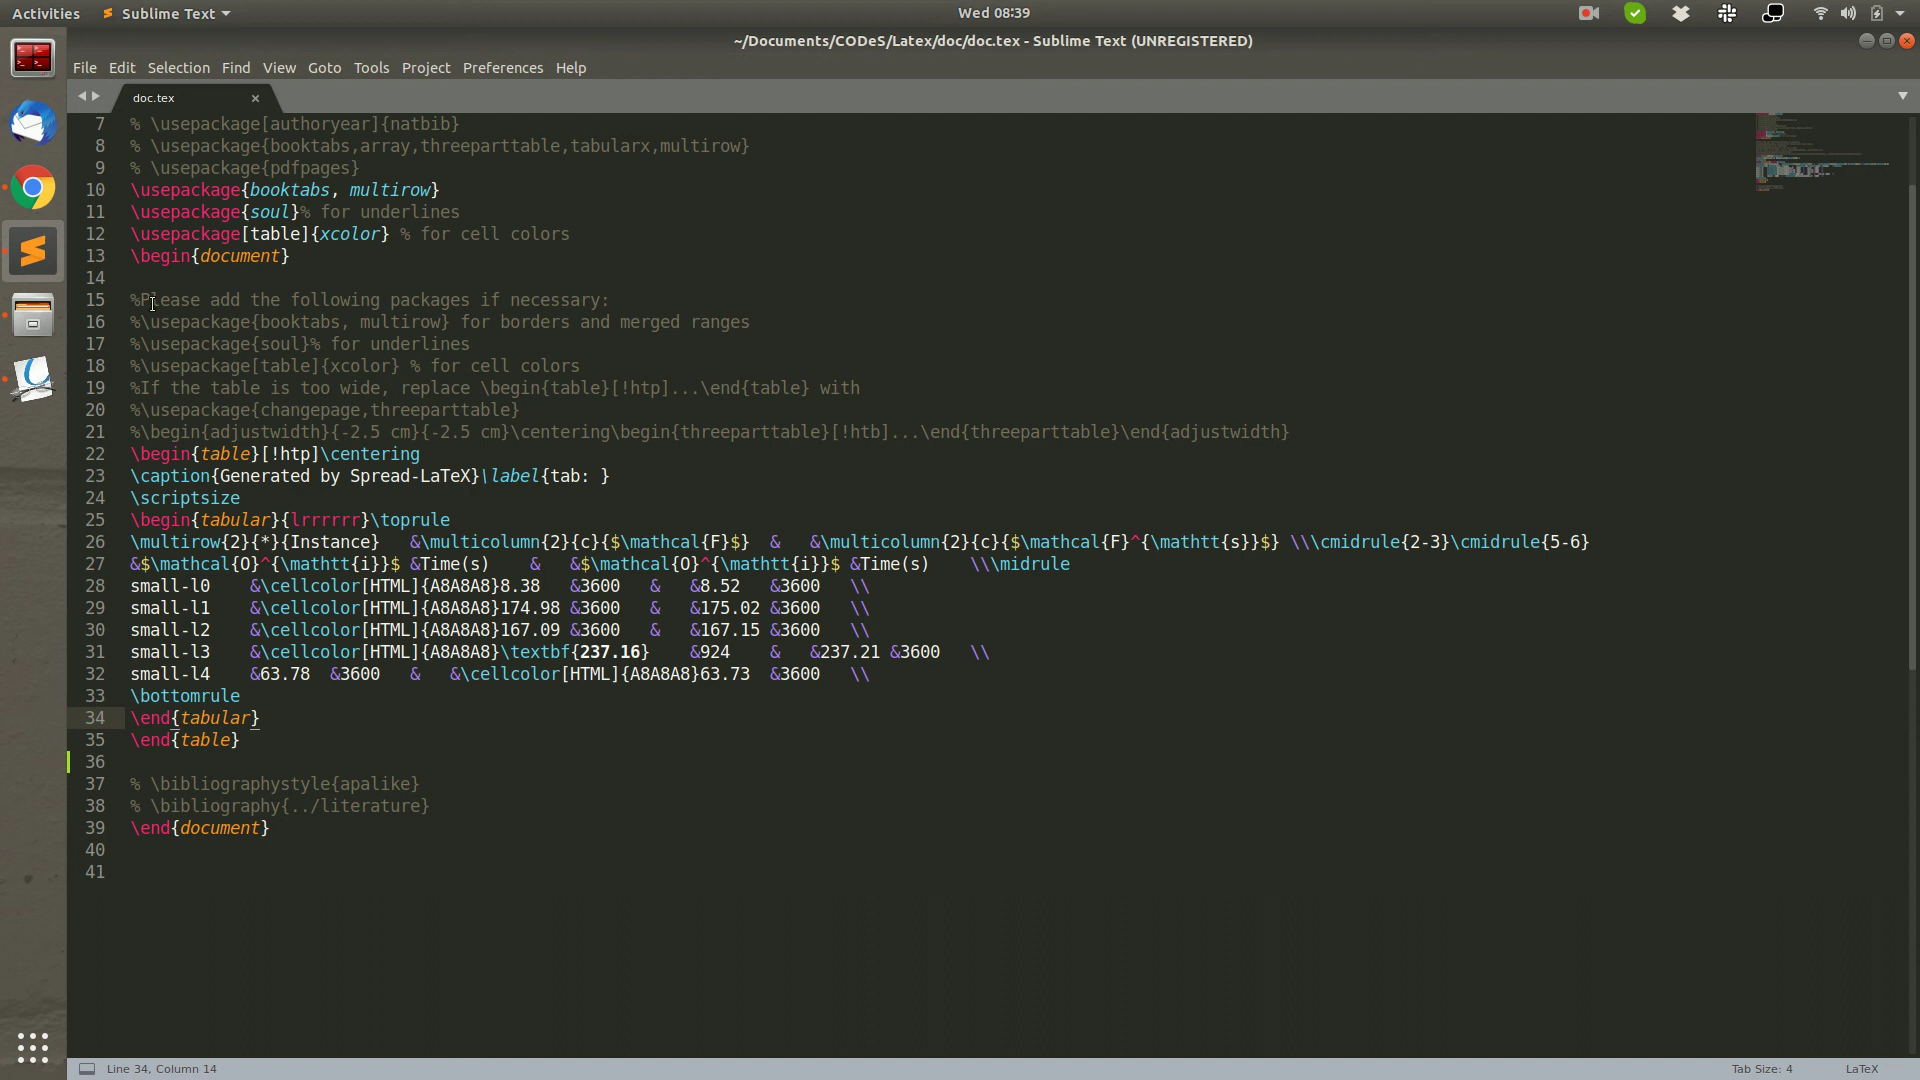 Activities Sublime Text Wed 08:39
~/Documents/CODeS/Latex/doc/doc.tex - Sublime Text (UNREGISTERED)
File Edit Selection Find View Goto Tools Project Preferences Help
doc.tex ×
7 % \usepackage[authoryear]{natbib}
8 % \usepackage{booktabs,array,threeparttable,tabularx,multirow}
9 % \usepackage{pdfpages}
10 \usepackage{booktabs, multirow}
11 \usepackage{soul}% for underlines
12 \usepackage[table]{xcolor} % for cell colors
13 \begin{document}
14
15 %Please add the following packages if necessary:
16 %\usepackage{booktabs, multirow} for borders and merged ranges
17 %\usepackage{soul}% for underlines
18 %\usepackage[table]{xcolor} % for cell colors
19 %If the table is too wide, replace \begin{table}[!htp]...\end{table} with
20 %\usepackage{changepage,threeparttable}
21 %\begin{adjustwidth}{-2.5 cm}{-2.5 cm}\centering\begin{threeparttable}[!htb]...\end{threeparttable}\end{adjustwidth}
22 \begin{table}[!htp]\centering
23 \caption{Generated by Spread-LaTeX}\label{tab: }
24 \scriptsize
25 \begin{tabular}{lrrrrrr}\toprule
26 \multirow{2}{*}{Instance} &\multicolumn{2}{c}{$\mathcal{F}$} & &\multicolumn{2}{c}{$\mathcal{F}^{\mathtt{s}}$} \\\cmidrule{2-3}\cmidrule{5-6}
27 &$\mathcal{O}^{\mathtt{i}}$ &Time(s) & &$\mathcal{O}^{\mathtt{i}}$ &Time(s) \\\midrule
28 small-l0 &\cellcolor[HTML]{A8A8A8}8.38 &3600 & &8.52 &3600 \\
29 small-l1 &\cellcolor[HTML]{A8A8A8}174.98 &3600 & &175.02 &3600 \\
30 small-l2 &\cellcolor[HTML]{A8A8A8}167.09 &3600 & &167.15 &3600 \\
31 small-l3 &\cellcolor[HTML]{A8A8A8}\textbf{237.16} &924 & &237.21 &3600 \\
32 small-l4 &63.78 &3600 & &\cellcolor[HTML]{A8A8A8}63.73 &3600 \\
33 \bottomrule
34 \end{tabular}
35 \end{table}
36
37 % \bibliographystyle{apalike}
38 % \bibliography{../literature}
39 \end{document}
40
41
Line 34, Column 14 Tab Size: 4 LaTeX